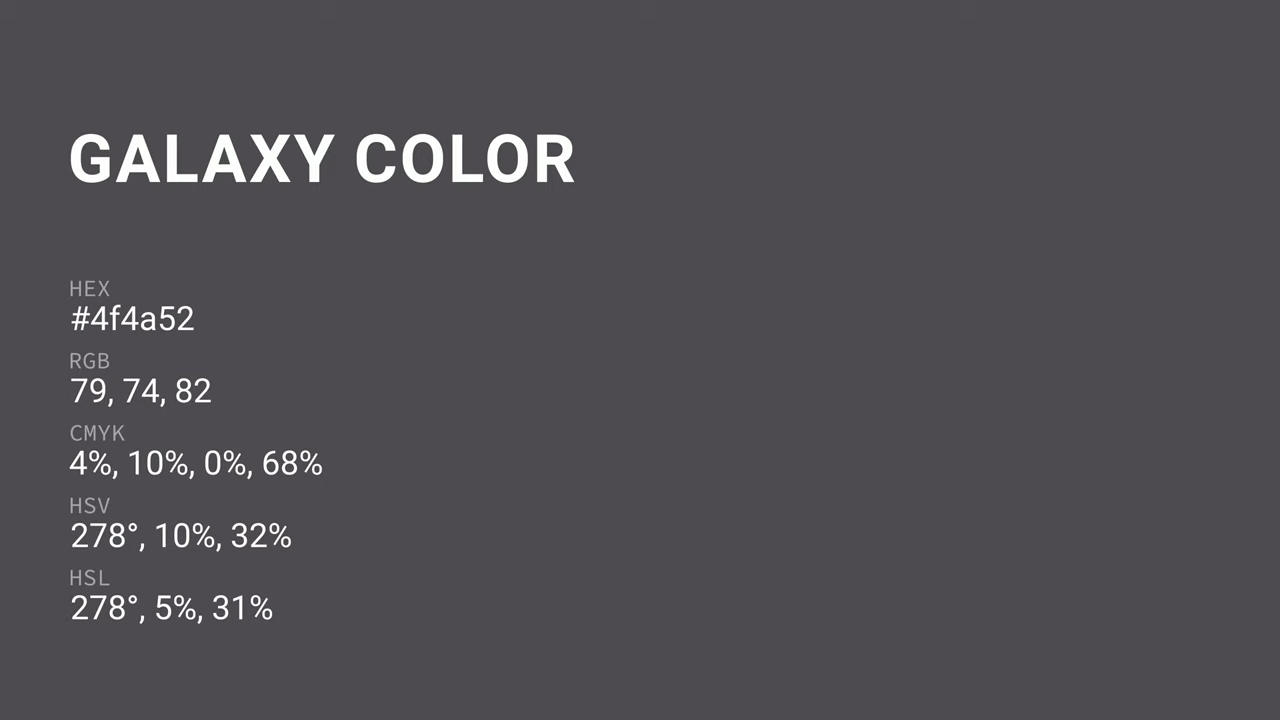 GALAXY COLOR
HEX
#4f4a52
RGB
79, 74, 82
CMYK
4%, 10%, 0%, 68%
HSV
278°, 10%, 32%
HSL
278°, 5%, 31%